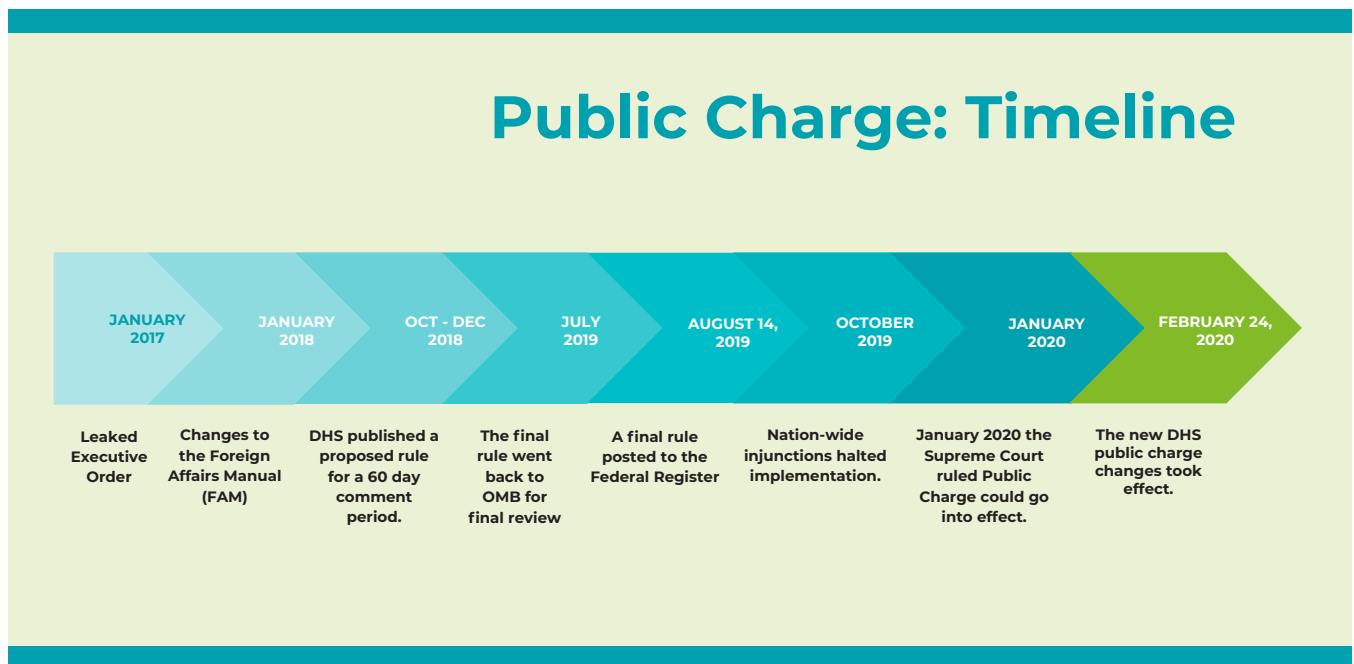 Public Charge: Timeline
JANUARY
2017
JANUARY
2018
OCT - DEC
2018
JULY
2019
AUGUST 14,
2019
OCTOBER
2019
JANUARY
2020
FEBRUARY 24,
2020
Leaked
Executive
Order
Changes to
the Foreign
Affairs Manual
(FAM)
DHS published a
proposed rule
for a 60 day
comment
period.
The final
rule went
back to
OMB for
final review
A final rule
posted to the
Federal Register
Nation-wide
injunctions halted
implementation.
January 2020 the
Supreme Court
ruled Public
Charge could go
into effect.
The new DHS
public charge
changes took
effect.